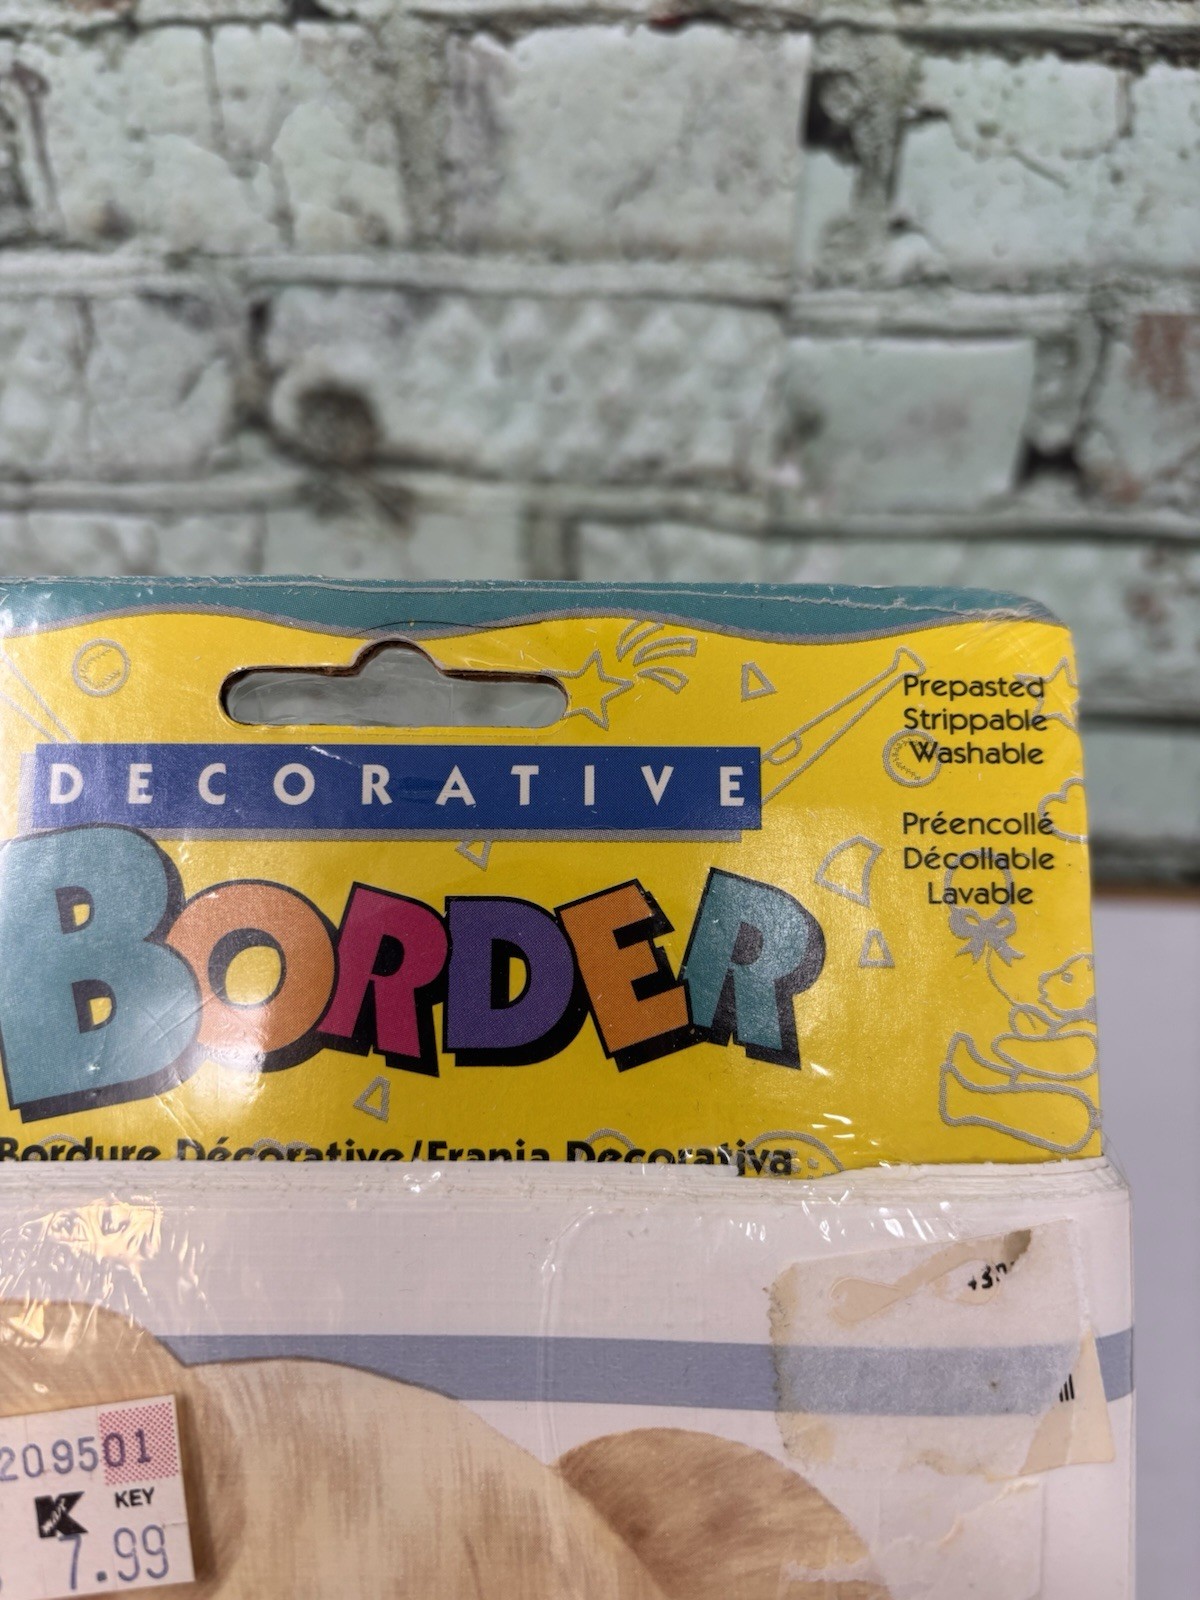 Prepasted
Strippable
Washable
Préencollé
Décollable
Lavable
DECORATIVE
BORDER
Bordure Décorative/Franja Decorativa
209501
K
KEY
7.99